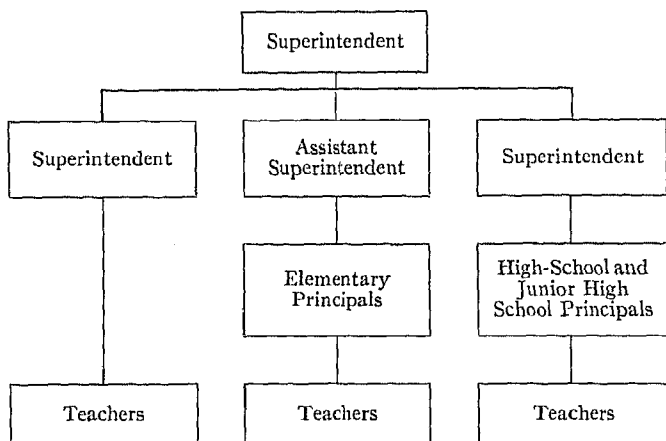 Superintendent
Superintendent
Assistant
Superintendent
Superintendent
Elementary
Principals
High-School and
Junior High
School Principals
Teachers
Teachers
Teachers